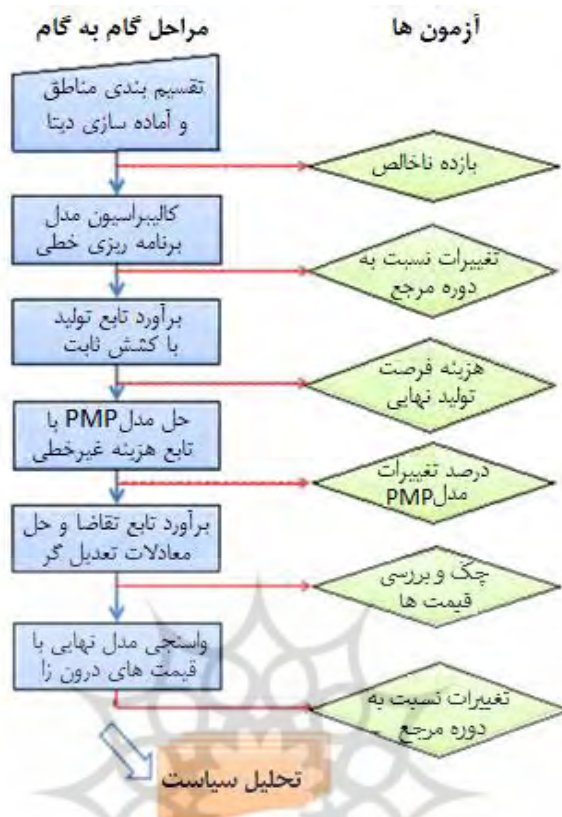 مراحل گام به گام
آزمون ها
تقسیم بندی مناطق
و آماده سازی دیتا
بازده ناخالص
کالیبراسیون مدل
برنامه ریزی خطی
تغییرات نسبت به
دوره مرجع
برآورد تابع تولید
با کشش ثابت
هزینه فرصت
تولید نهایی
حل مدلPMP با
تابع هزینه غیرخطی
درصد تغییرات
مدلPMP
برآورد تابع تقاضا و حل
معادلات تعدیل گر
چک و بررسی
قیمت ها
واسنجی مدل نهایی با
قیمت های درون زا
تغییرات نسبت به
دوره مرجع
تحلیل سیاست